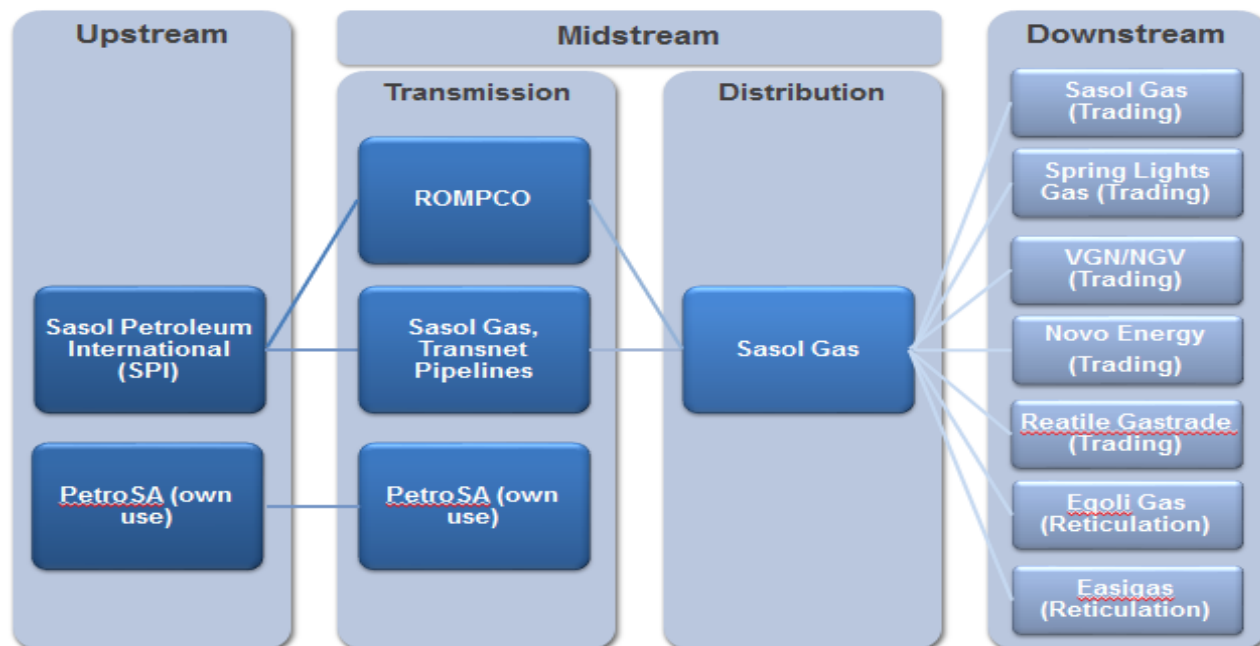 Upstream
Midstream
Downstream
Transmission
Distribution
Sasol Petroleum
International
(SPI)
PetroSA (own
use)
ROMPCO
Sasol Gas,
Transnet
Pipelines
PetroSA (own
use)
Sasol Gas
Sasol Gas
(Trading)
Spring Lights
Gas (Trading)
VGN/NGV
(Trading)
Novo Energy
(Trading)
Reatile Gastrade
(Trading)
Egoli Gas
(Reticulation)
Easigas
(Reticulation)